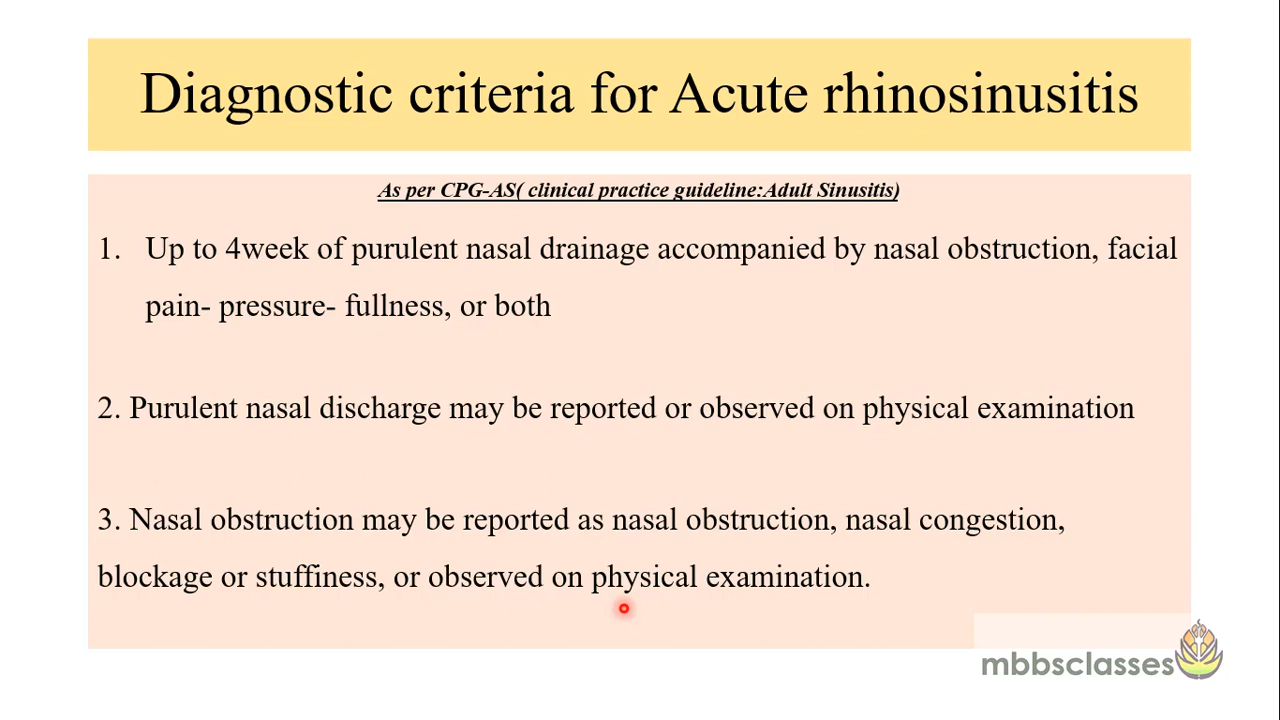 Diagnostic criteria for Acute rhinosinusitis
As per CPG-AS( clinical practice guideline:Adult Sinusitis)
1. Up to 4week of purulent nasal drainage accompanied by nasal obstruction, facial
pain- pressure- fullness, or both
2. Purulent nasal discharge may be reported or observed on physical examination
3. Nasal obstruction may be reported as nasal obstruction, nasal congestion,
blockage or stuffiness, or observed on physical examination.
mbbsclasses